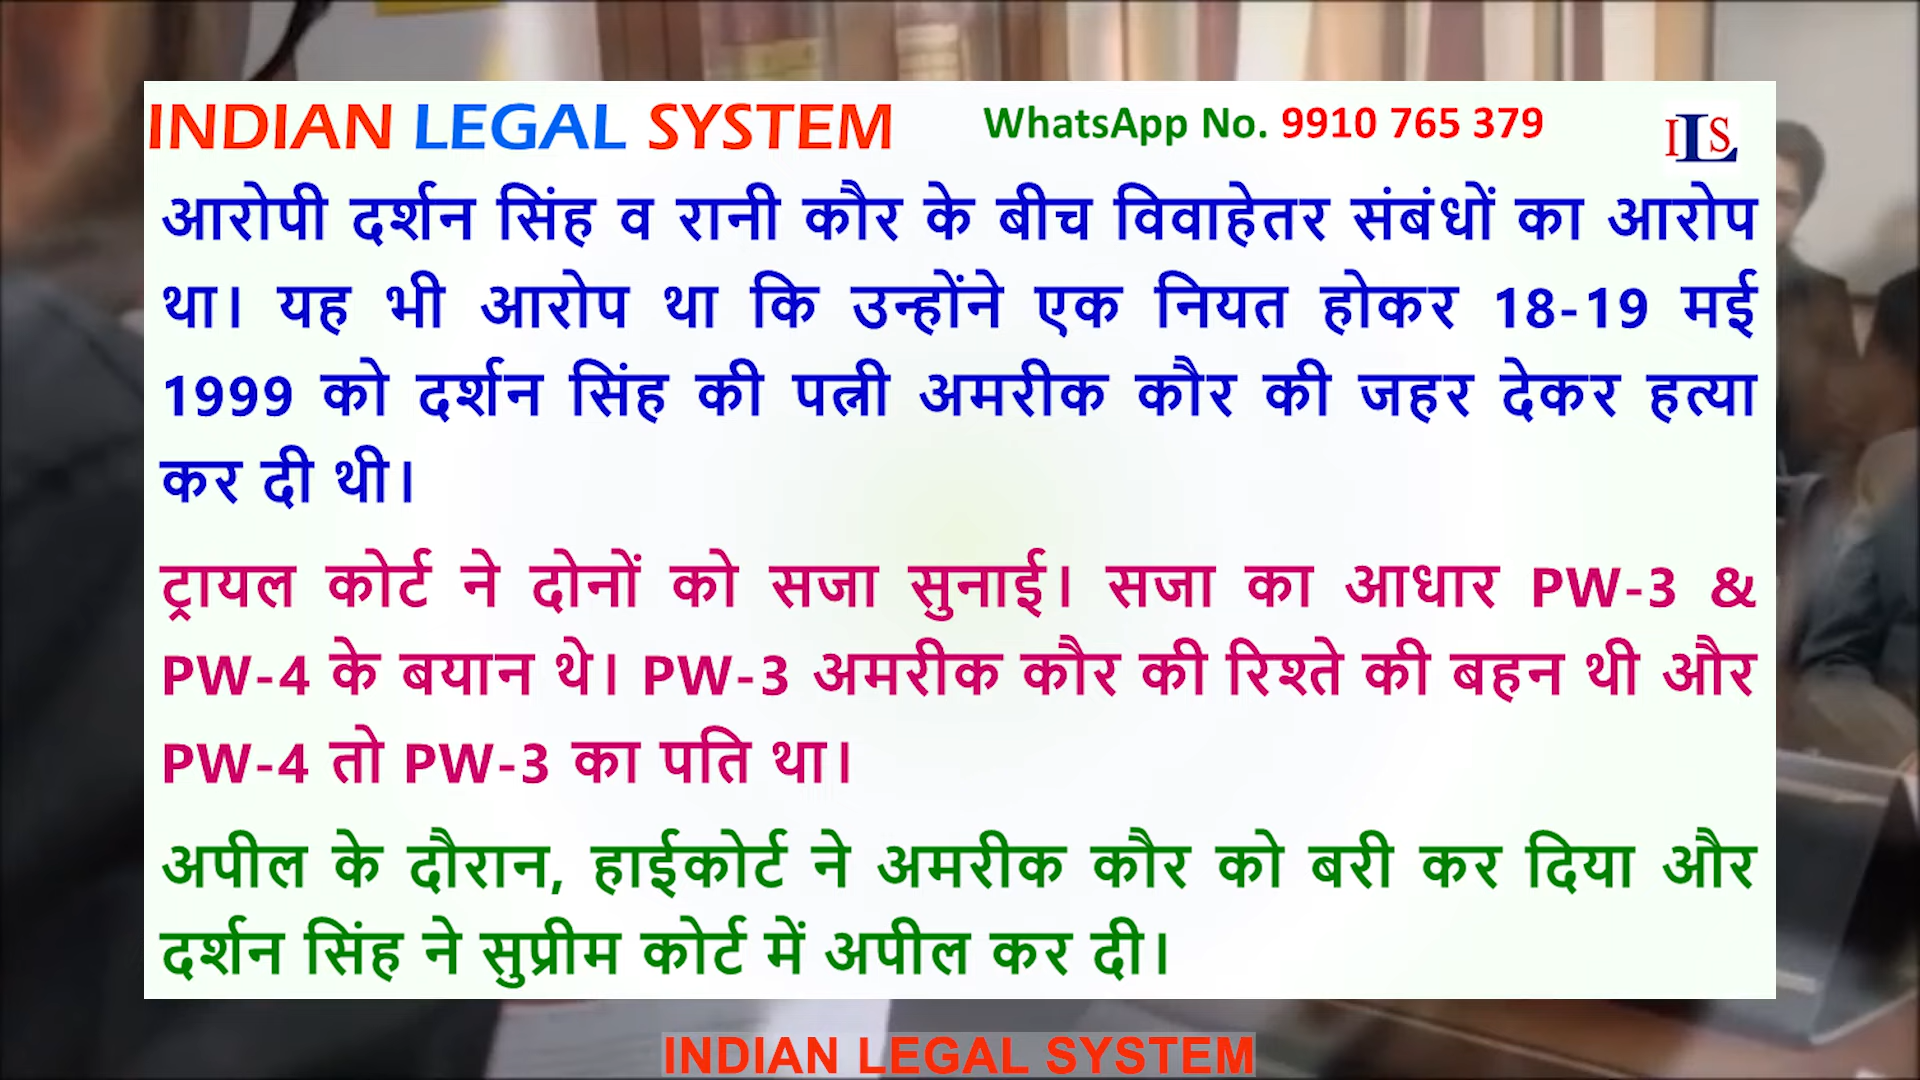 INDIAN LEGAL SYSTEM WhatsApp No. 9910 765 379 ILS
आरोपी दर्शन सिंह व रानी कौर के बीच विवाहेतर संबंधों का आरोप
था। यह भी आरोप था कि उन्होंने एक नियत होकर 18-19 मई
1999 को दर्शन सिंह की पत्नी अमरीक कौर की जहर देकर हत्या
कर दी थी।
ट्रायल कोर्ट ने दोनों को सजा सुनाई। सजा का आधार PW-3 &
PW-4 के बयान थे। PW-3 अमरीक कौर की रिश्ते की बहन थी और
PW-4 तो PW-3 का पति था।
अपील के दौरान, हाईकोर्ट ने अमरीक कौर को बरी कर दिया और
दर्शन सिंह ने सुप्रीम कोर्ट में अपील कर दी।
INDIAN LEGAL SYSTEM